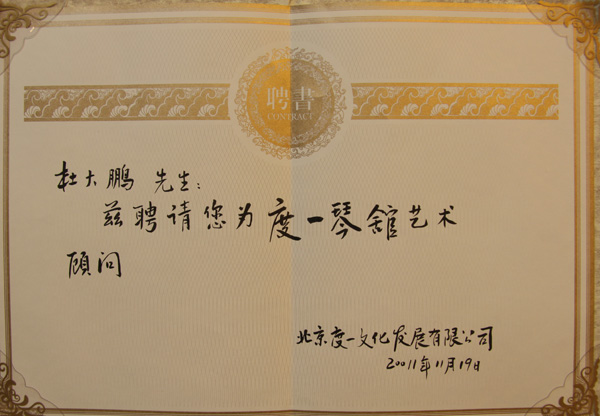 聘書
CONTRACT
杜大鹏 先生:
兹聘请您为度一琴館艺术
顾问
北京度一文化发展有限公司
20011年11月19日